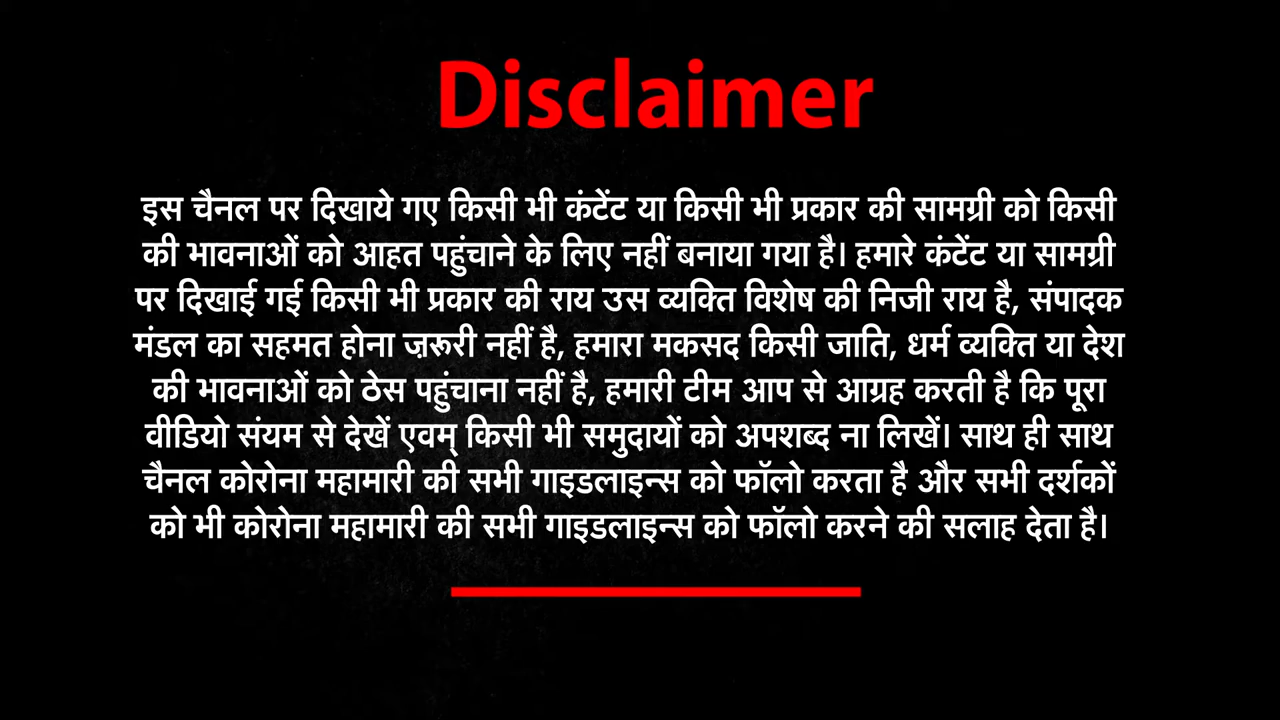 Disclaimer
इस चैनल पर दिखाये गए किसी भी कंटेंट या किसी भी प्रकार की सामग्री को किसी
की भावनाओं को आहत पहुंचाने के लिए नहीं बनाया गया है। हमारे कंटेंट या सामग्री
पर दिखाई गई किसी भी प्रकार की राय उस व्यक्ति विशेष की निजी राय है, संपादक
मंडल का सहमत होना ज़रूरी नहीं है, हमारा मकसद किसी जाति, धर्म व्यक्ति या देश
की भावनाओं को ठेस पहुंचाना नहीं है, हमारी टीम आप से आग्रह करती है कि पूरा
वीडियो संयम से देखें एवम् किसी भी समुदायों को अपशब्द ना लिखें। साथ ही साथ
चैनल कोरोना महामारी की सभी गाइडलाइन्स को फॉलो करता है और सभी दर्शकों
को भी कोरोना महामारी की सभी गाइडलाइन्स को फॉलो करने की सलाह देता है।